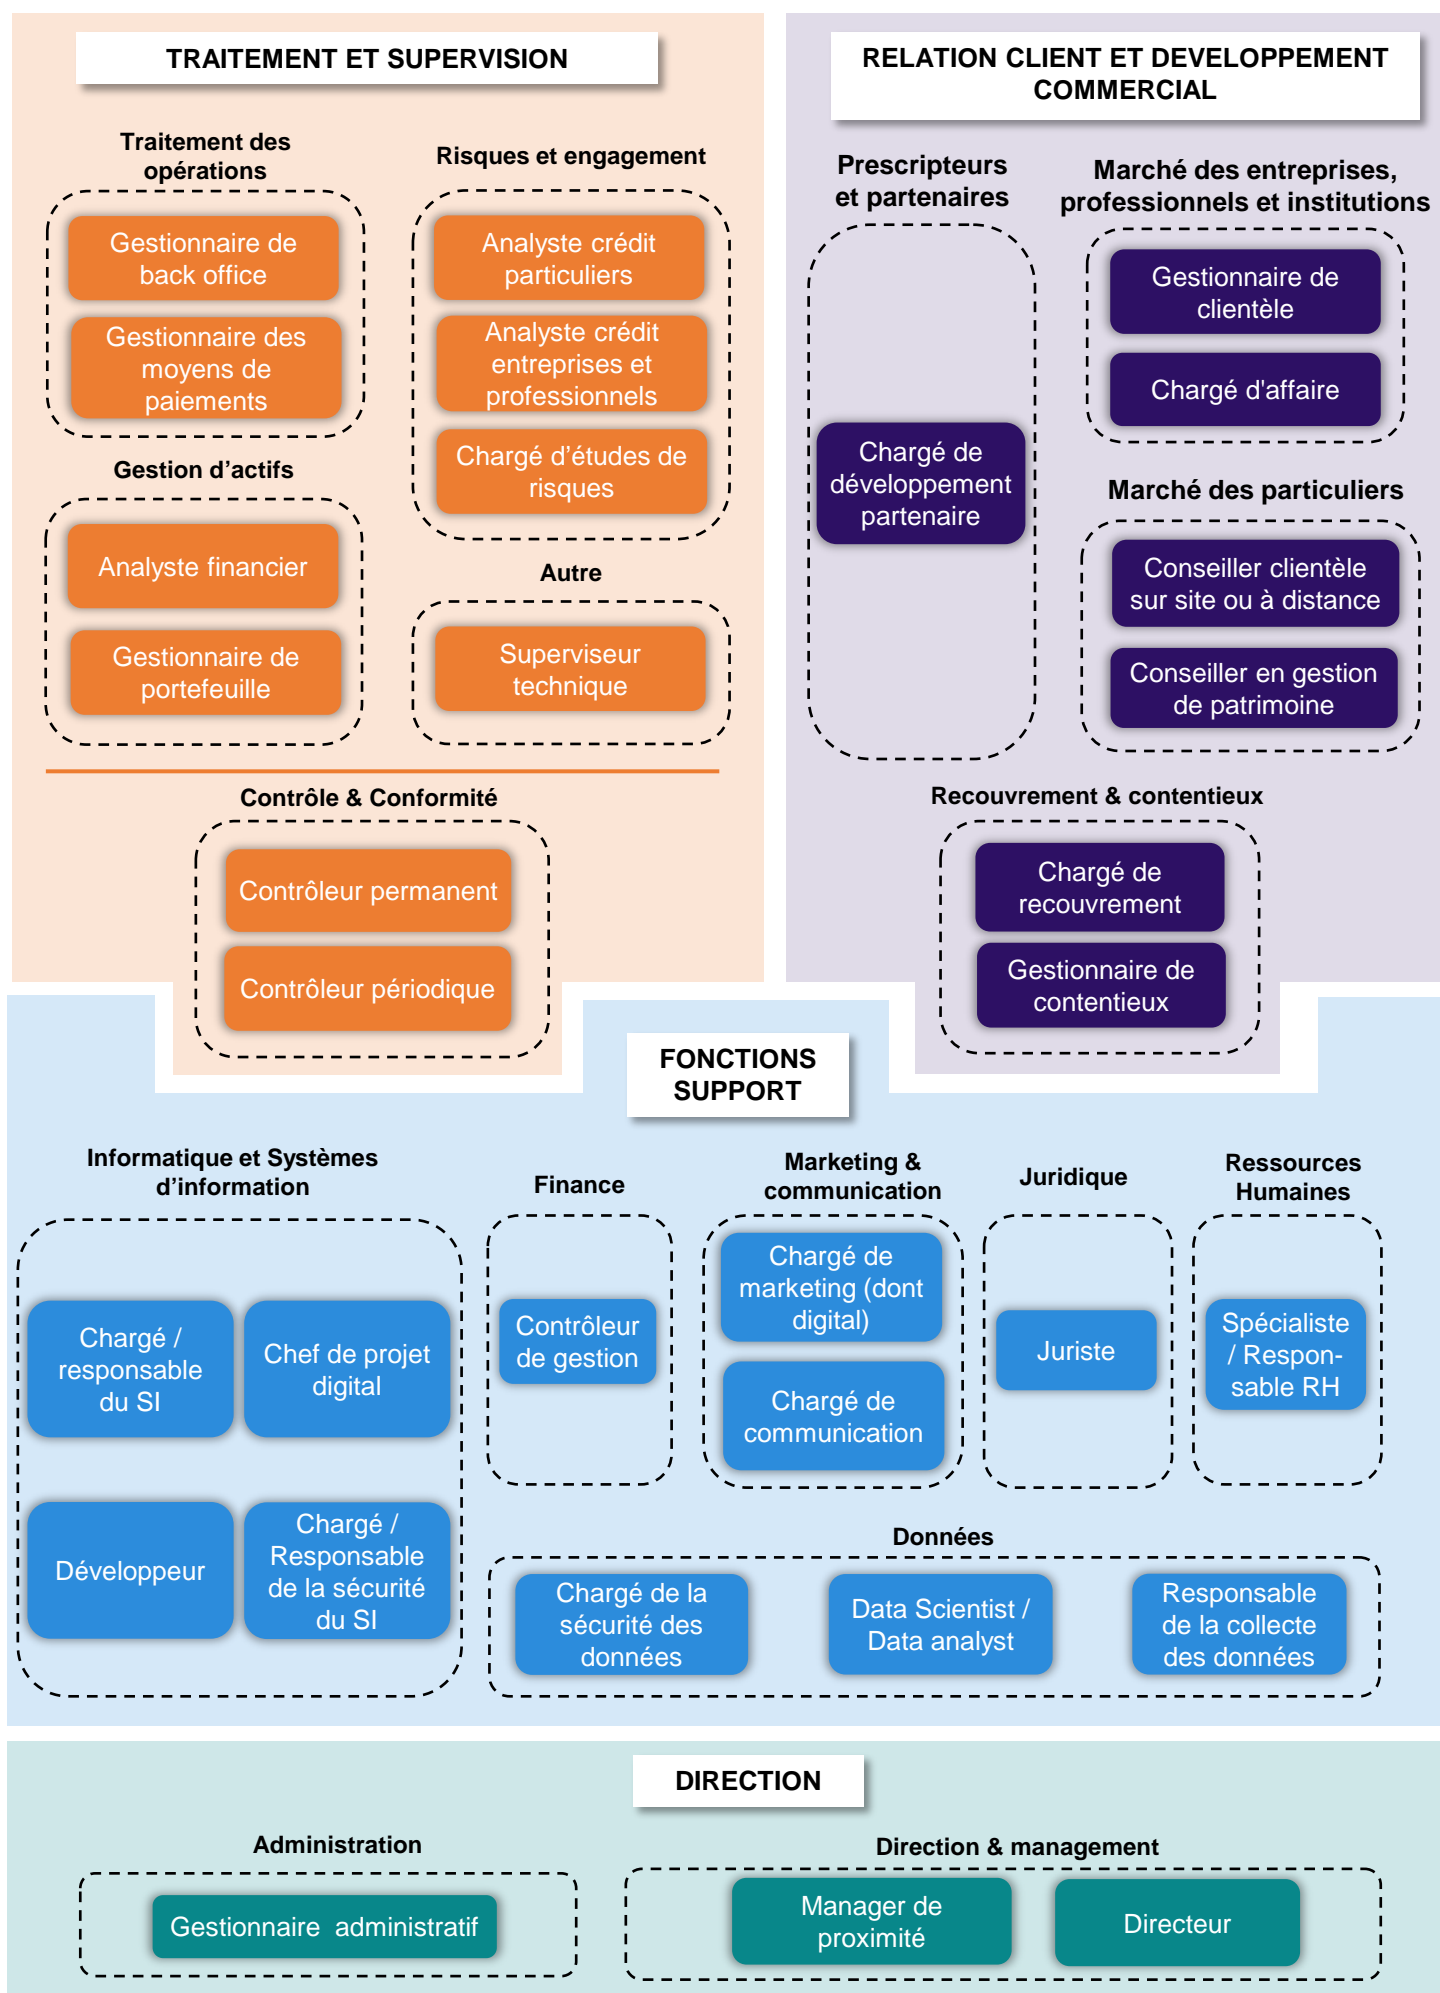 TRAITEMENT ET SUPERVISION
Traitement des
opérations
Gestionnaire de
back office
Gestionnaire des
moyens de
paiements
Risques et engagement
Analyste crédit
particuliers
Analyste crédit
entreprises et
professionnels
Chargé d’études de
risques
Gestion d’actifs
Analyste financier
Gestionnaire de
portefeuille
Autre
Superviseur
technique
Contrôle & Conformité
Contrôleur permanent
Contrôleur périodique
RELATION CLIENT ET DEVELOPPEMENT
COMMERCIAL
Prescripteurs
et partenaires
Chargé de
développement
partenaire
Marché des entreprises,
professionnels et institutions
Gestionnaire de
clientèle
Chargé d'affaire
Marché des particuliers
Conseiller clientèle
sur site ou à distance
Conseiller en gestion
de patrimoine
Recouvrement & contentieux
Chargé de
recouvrement
Gestionnaire de
contentieux
FONCTIONS
SUPPORT
Informatique et Systèmes
d’information
Chargé /
responsable
du SI
Chef de projet
digital
Développeur
Chargé /
Responsable
de la sécurité
du SI
Finance
Contrôleur
de gestion
Marketing &
communication
Chargé de
marketing (dont
digital)
Chargé de
communication
Juridique
Juriste
Ressources
Humaines
Spécialiste
/ Respon-
sable RH
Données
Chargé de la
sécurité des
données
Data Scientist /
Data analyst
Responsable
de la collecte
des données
DIRECTION
Administration
Gestionnaire administratif
Direction & management
Manager de
proximité
Directeur